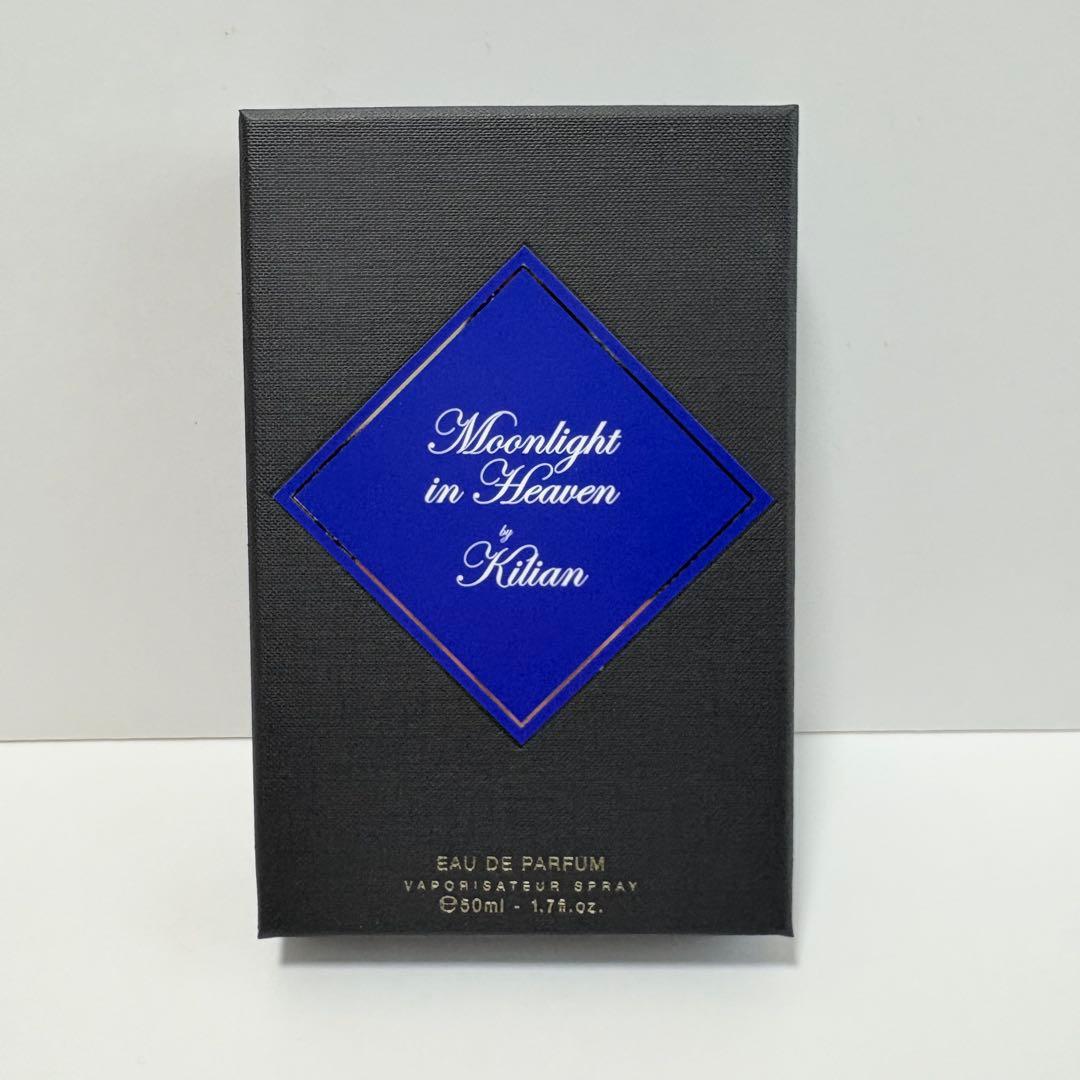 Moonlight
in Heaven
by
Kilian
EAU DE PARFUM
VAPORISATEUR SPRAY
℮50ml - 1.7fl.oz.